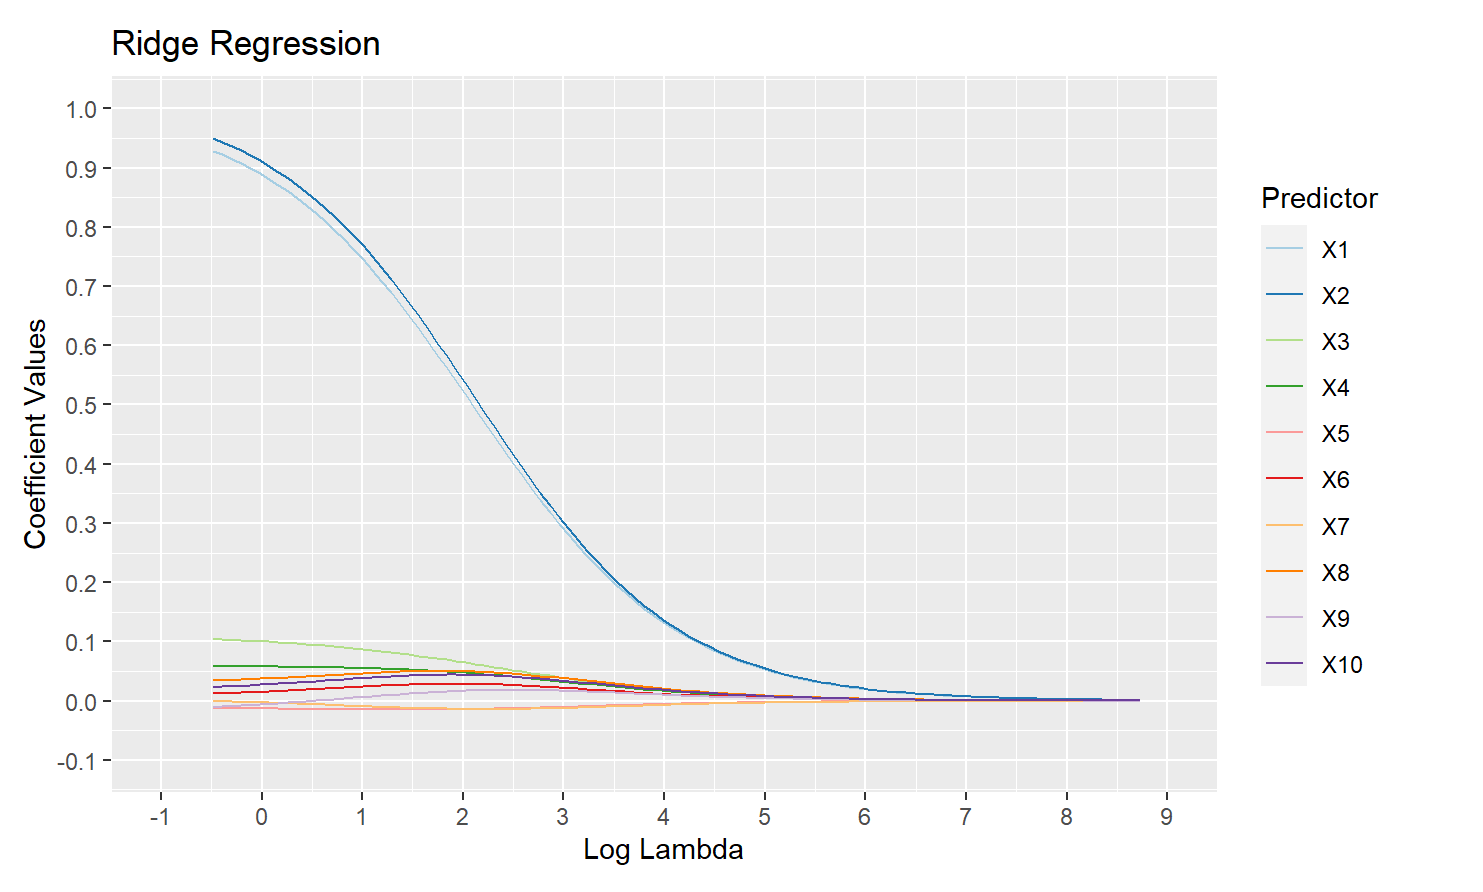 Ridge Regression
1.0
0.9
0.8
0.7
0.6
0.5
0.4
0.3
0.2
0.1
0.0
-0.1
Coefficient Values
-1 0 1 2 3 4 5 6 7 8 9
Log Lambda
Predictor
X1
X2
X3
X4
X5
X6
X7
X8
X9
X10